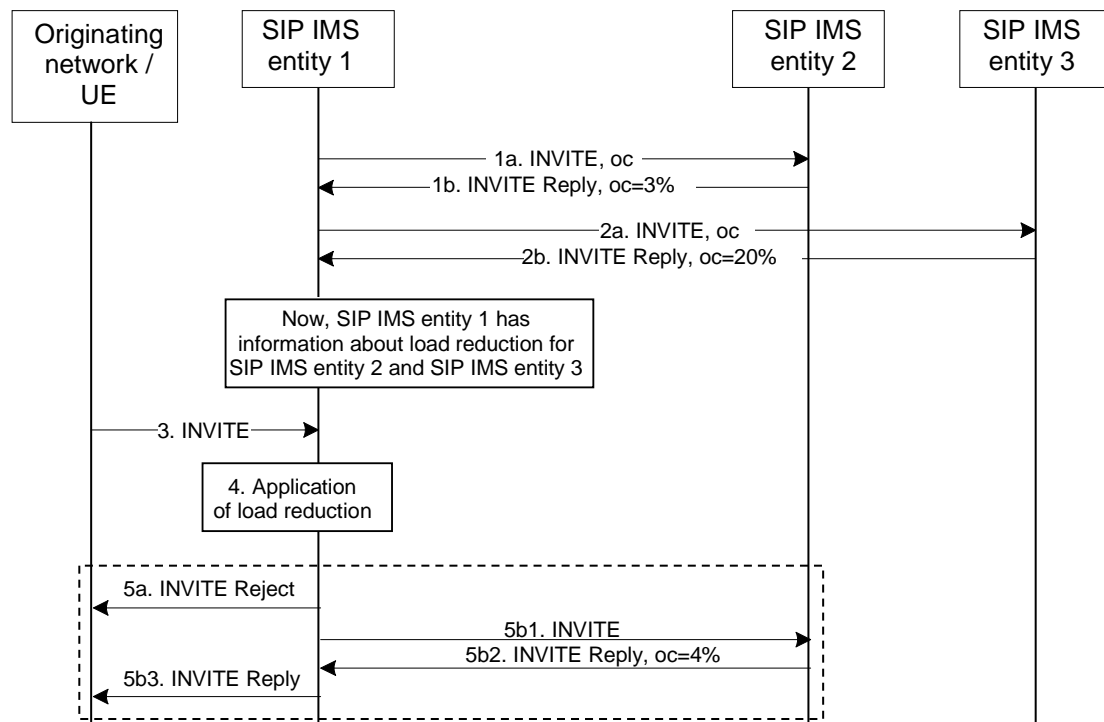 Originating
network /
UE
SIP IMS
entity 1
SIP IMS
entity 2
SIP IMS
entity 3
1a. INVITE, oc
1b. INVITE Reply, oc=3%
2a. INVITE, oc
2b. INVITE Reply, oc=20%
Now, SIP IMS entity 1 has
information about load reduction for
SIP IMS entity 2 and SIP IMS entity 3
3. INVITE
4. Application
of load reduction
5a. INVITE Reject
5b1. INVITE
5b2. INVITE Reply, oc=4%
5b3. INVITE Reply